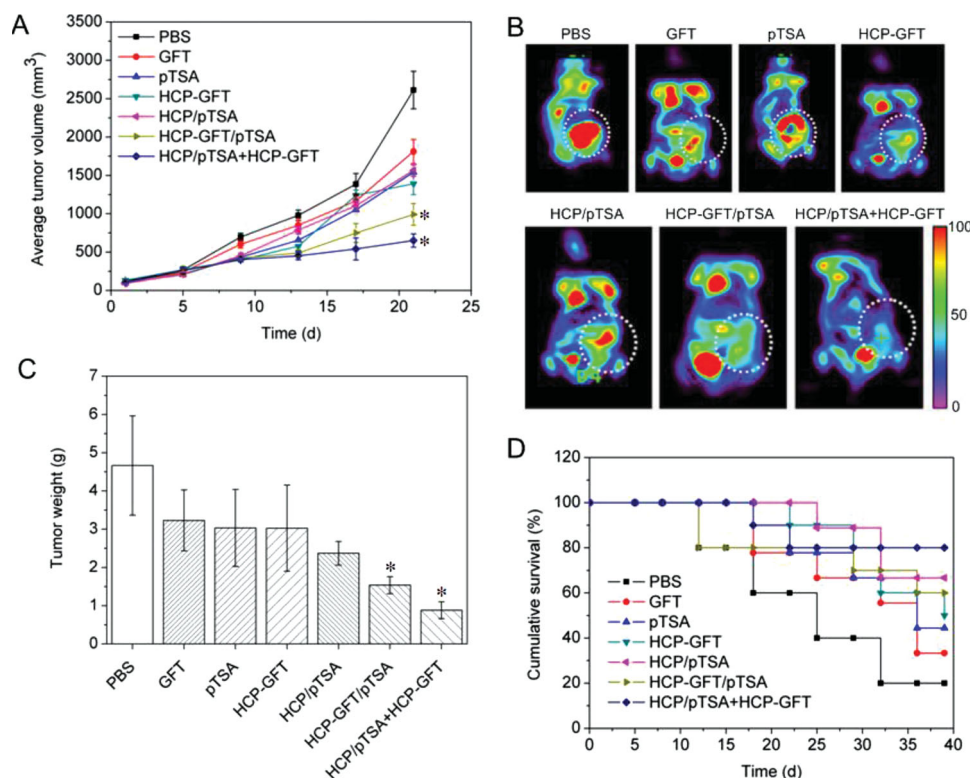 A
Average tumor volume (mm³)
3500
3000
2500
2000
1500
1000
500
0
PBS
GFT
pTSA
HCP-GFT
HCP/pTSA
HCP-GFT/pTSA
HCP/pTSA+HCP-GFT
*
*
0 5 10 15 20 25
Time (d)
B
PBS GFT pTSA HCP-GFT
HCP/pTSA HCP-GFT/pTSA HCP/pTSA+HCP-GFT
100
50
0
C
Tumor weight (g)
7
6
5
4
3
2
1
0
*
*
PBS
GFT
pTSA
HCP-GFT
HCP/pTSA
HCP-GFT/pTSA
HCP/pTSA+HCP-GFT
D
Cumulative survival (%)
120
100
80
60
40
20
0
PBS
GFT
pTSA
HCP-GFT
HCP/pTSA
HCP-GFT/pTSA
HCP/pTSA+HCP-GFT
0 5 10 15 20 25 30 35 40
Time (d)